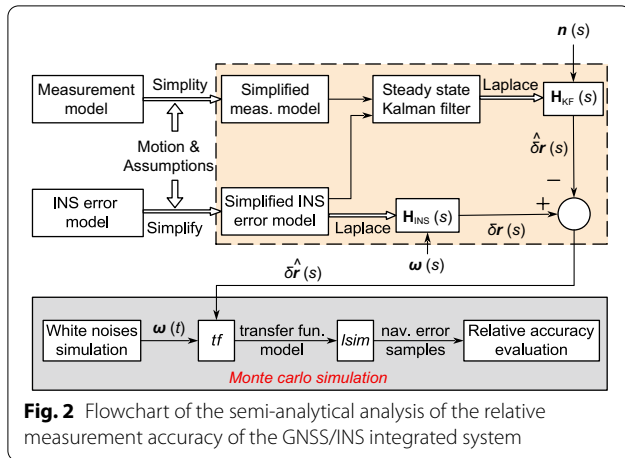 n(s)
Measurement model
Simplity
Simplified meas. model
Steady state Kalman filter
Laplace
H_KF (s)
Motion & Assumptions
δr̂ (s)
−
INS error model
Simplify
Simplified INS error model
Laplace
H_INS (s)
δr (s)
+
ω(s)
δr̂ (s)
White noises simulation
ω (t)
tf
transfer fun. model
lsim
nav. error samples
Relative accuracy evaluation
Monte carlo simulation
Fig. 2 Flowchart of the semi-analytical analysis of the relative
measurement accuracy of the GNSS/INS integrated system